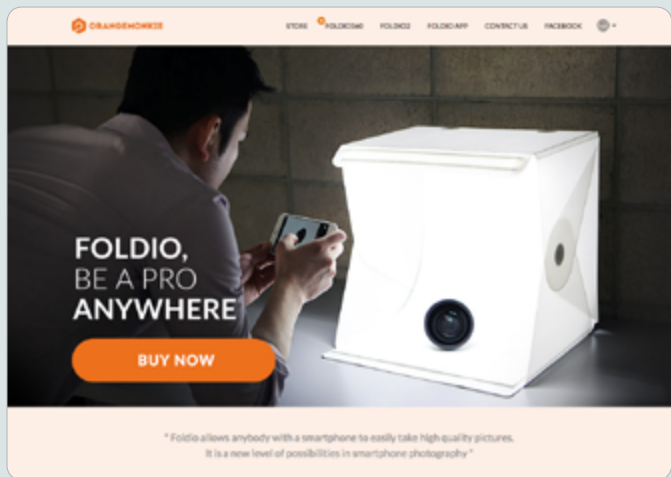 ORANGEMONKIE
STORE FOLDIO360 FOLDIO2 FOLDIO APP CONTACT US FACEBOOK
FOLDIO,
BE A PRO
ANYWHERE
BUY NOW
" Foldio allows anybody with a smartphone to easily take high quality pictures.
It is a new level of possibilities in smartphone photography "